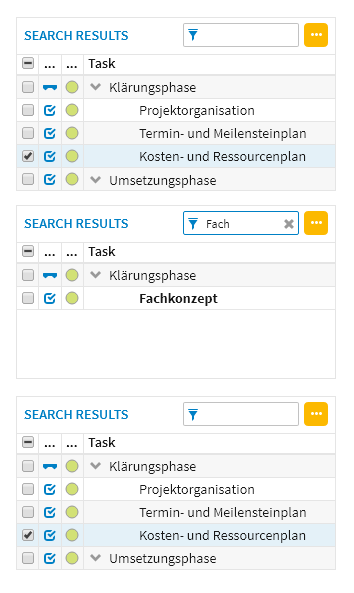 SEARCH RESULTS
... ... Task
Klärungsphase
Projektorganisation
Termin- und Meilensteinplan
Kosten- und Ressourcenplan
Umsetzungsphase
SEARCH RESULTS Fach
... ... Task
Klärungsphase
Fachkonzept
SEARCH RESULTS
... ... Task
Klärungsphase
Projektorganisation
Termin- und Meilensteinplan
Kosten- und Ressourcenplan
Umsetzungsphase